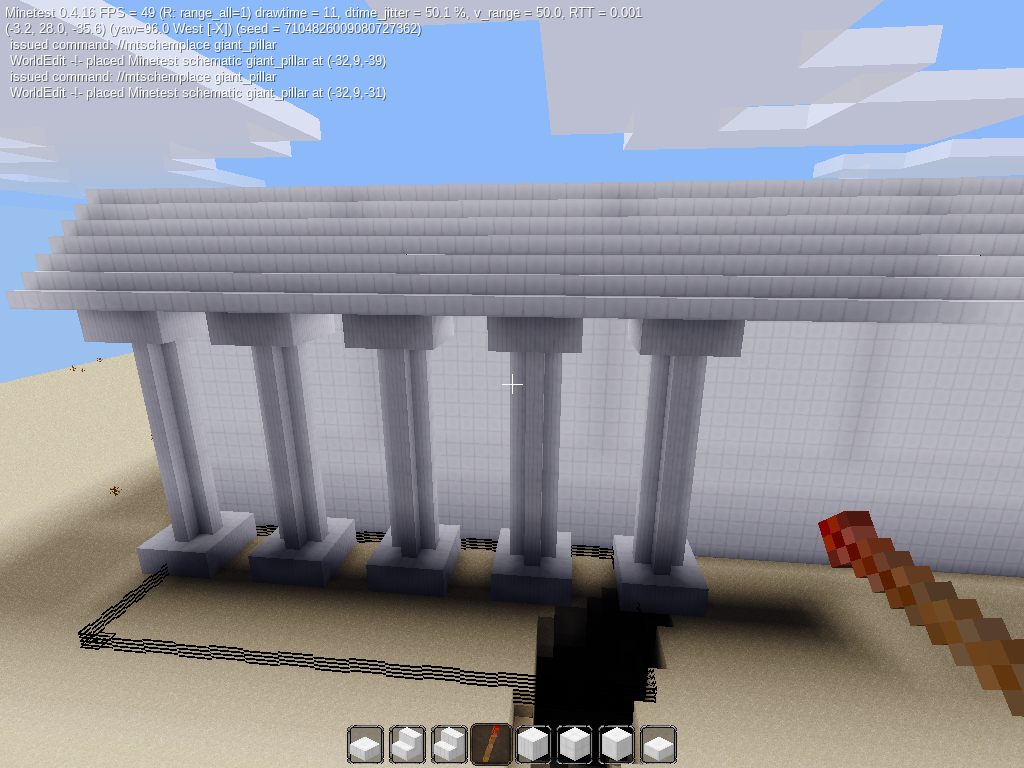 Minetest 0.4.16 FPS = 49 (R: range_all=1) drawtime = 11, dtime_jitter = 50.1 %, v_range = 50.0, RTT = 0.001
(-3.2, 28.0, -35.6) (yaw=96.0 West [-X]) (seed = 7104826009080727362)
issued command: //mtschemplace giant_pillar
WorldEdit -!- placed Minetest schematic giant_pillar at (-32,9,-39)
issued command: //mtschemplace giant_pillar
WorldEdit -!- placed Minetest schematic giant_pillar at (-32,9,-31)